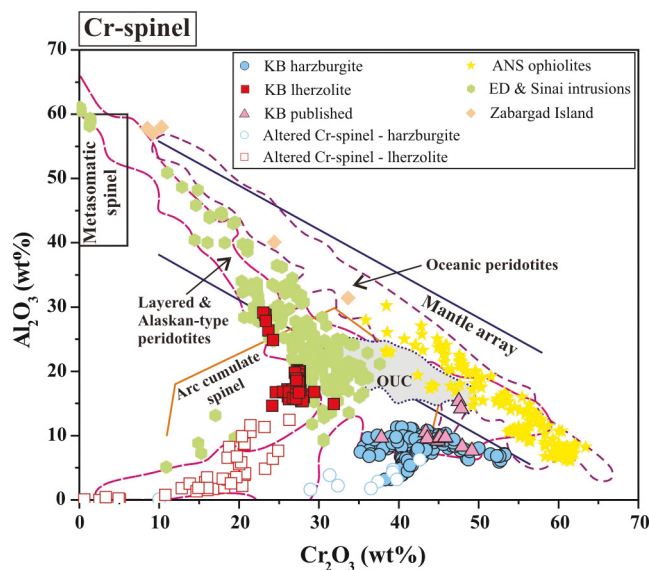 Cr-spinel
KB harzburgite
KB lherzolite
KB published
Altered Cr-spinel - harzburgite
Altered Cr-spinel - lherzolite
ANS ophiolites
ED & Sinai intrusions
Zabargad Island
70
60
50
40
30
20
10
0
Al₂O₃ (wt%)
Metasomatic
spinel
Oceanic peridotites
Layered &
Alaskan-type
peridotites
Mantle array
Arc cumulate
spinel
OUC
0
10
20
30
40
50
60
70
Cr₂O₃ (wt%)